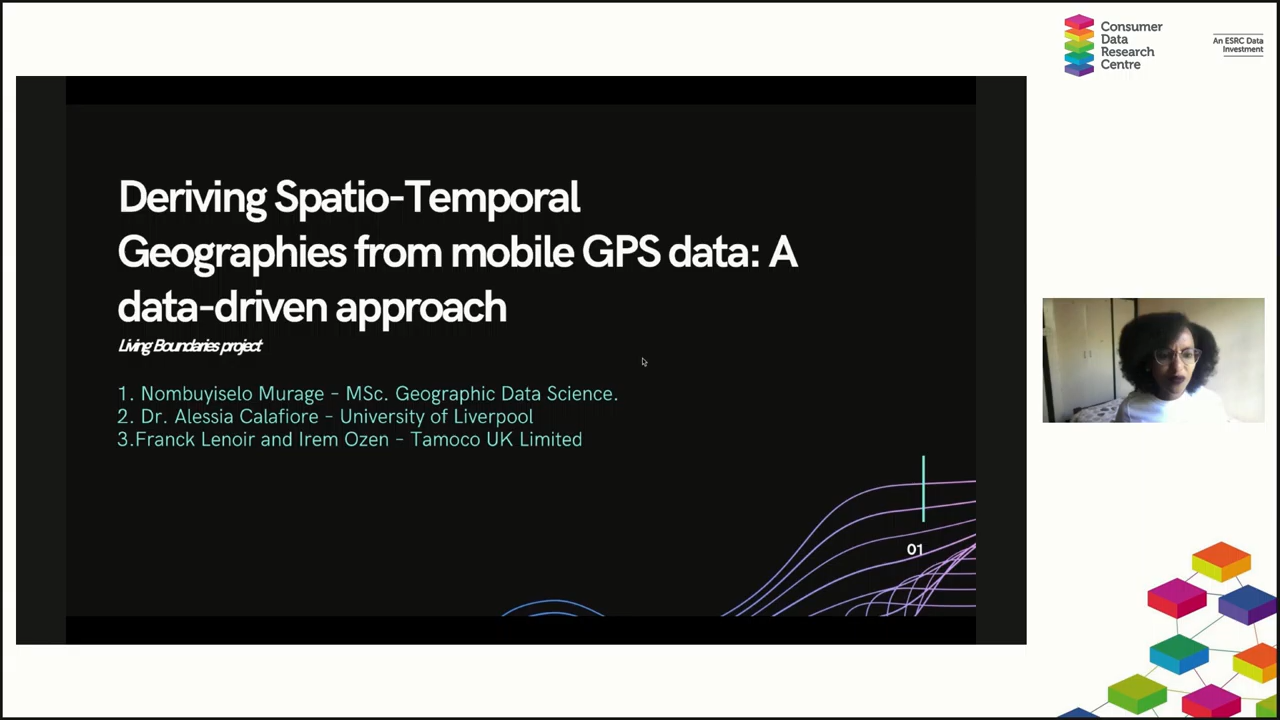 Consumer
Data
Research
Centre
An ESRC Data
Investment
Deriving Spatio-Temporal
Geographies from mobile GPS data: A
data-driven approach
Living Boundaries project
1. Nombuyiselo Murage – MSc. Geographic Data Science.
2. Dr. Alessia Calafiore – University of Liverpool
3.Franck Lenoir and Irem Ozen – Tamoco UK Limited
01